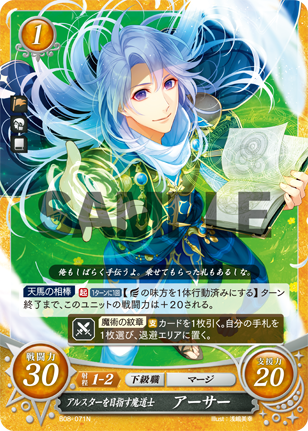 1
SAMPLE
俺もしばらく手伝うよ。乗せてもらった礼もあるしな。
天馬の相棒 起 1ターンに1回 【の味方を1体行動済みにする】ターン
終了まで、このユニットの戦闘力は+20される。
魔術の紋章 支 カードを1枚引く。自分の手札を
1枚選び、退避エリアに置く。
戦闘力
30
射程 1-2 下級職 マージ
支援力
20
アルスターを目指す魔道士 アーサー
B08-071N
Illust：